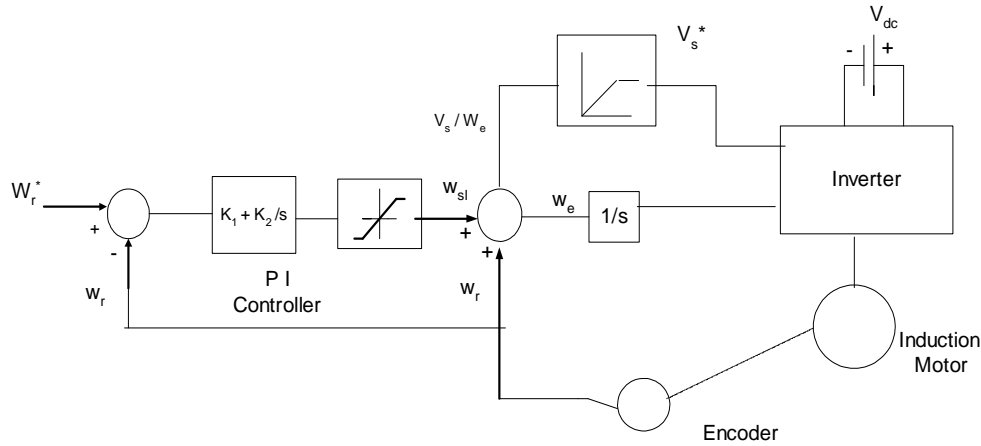 V_dc
- +
V_s*
V_s / W_e
W_r*
+
-
w_r
K_1 + K_2 /s
P I
Controller
w_sl
+
+
w_r
w_e
1/s
Inverter
Induction
Motor
Encoder